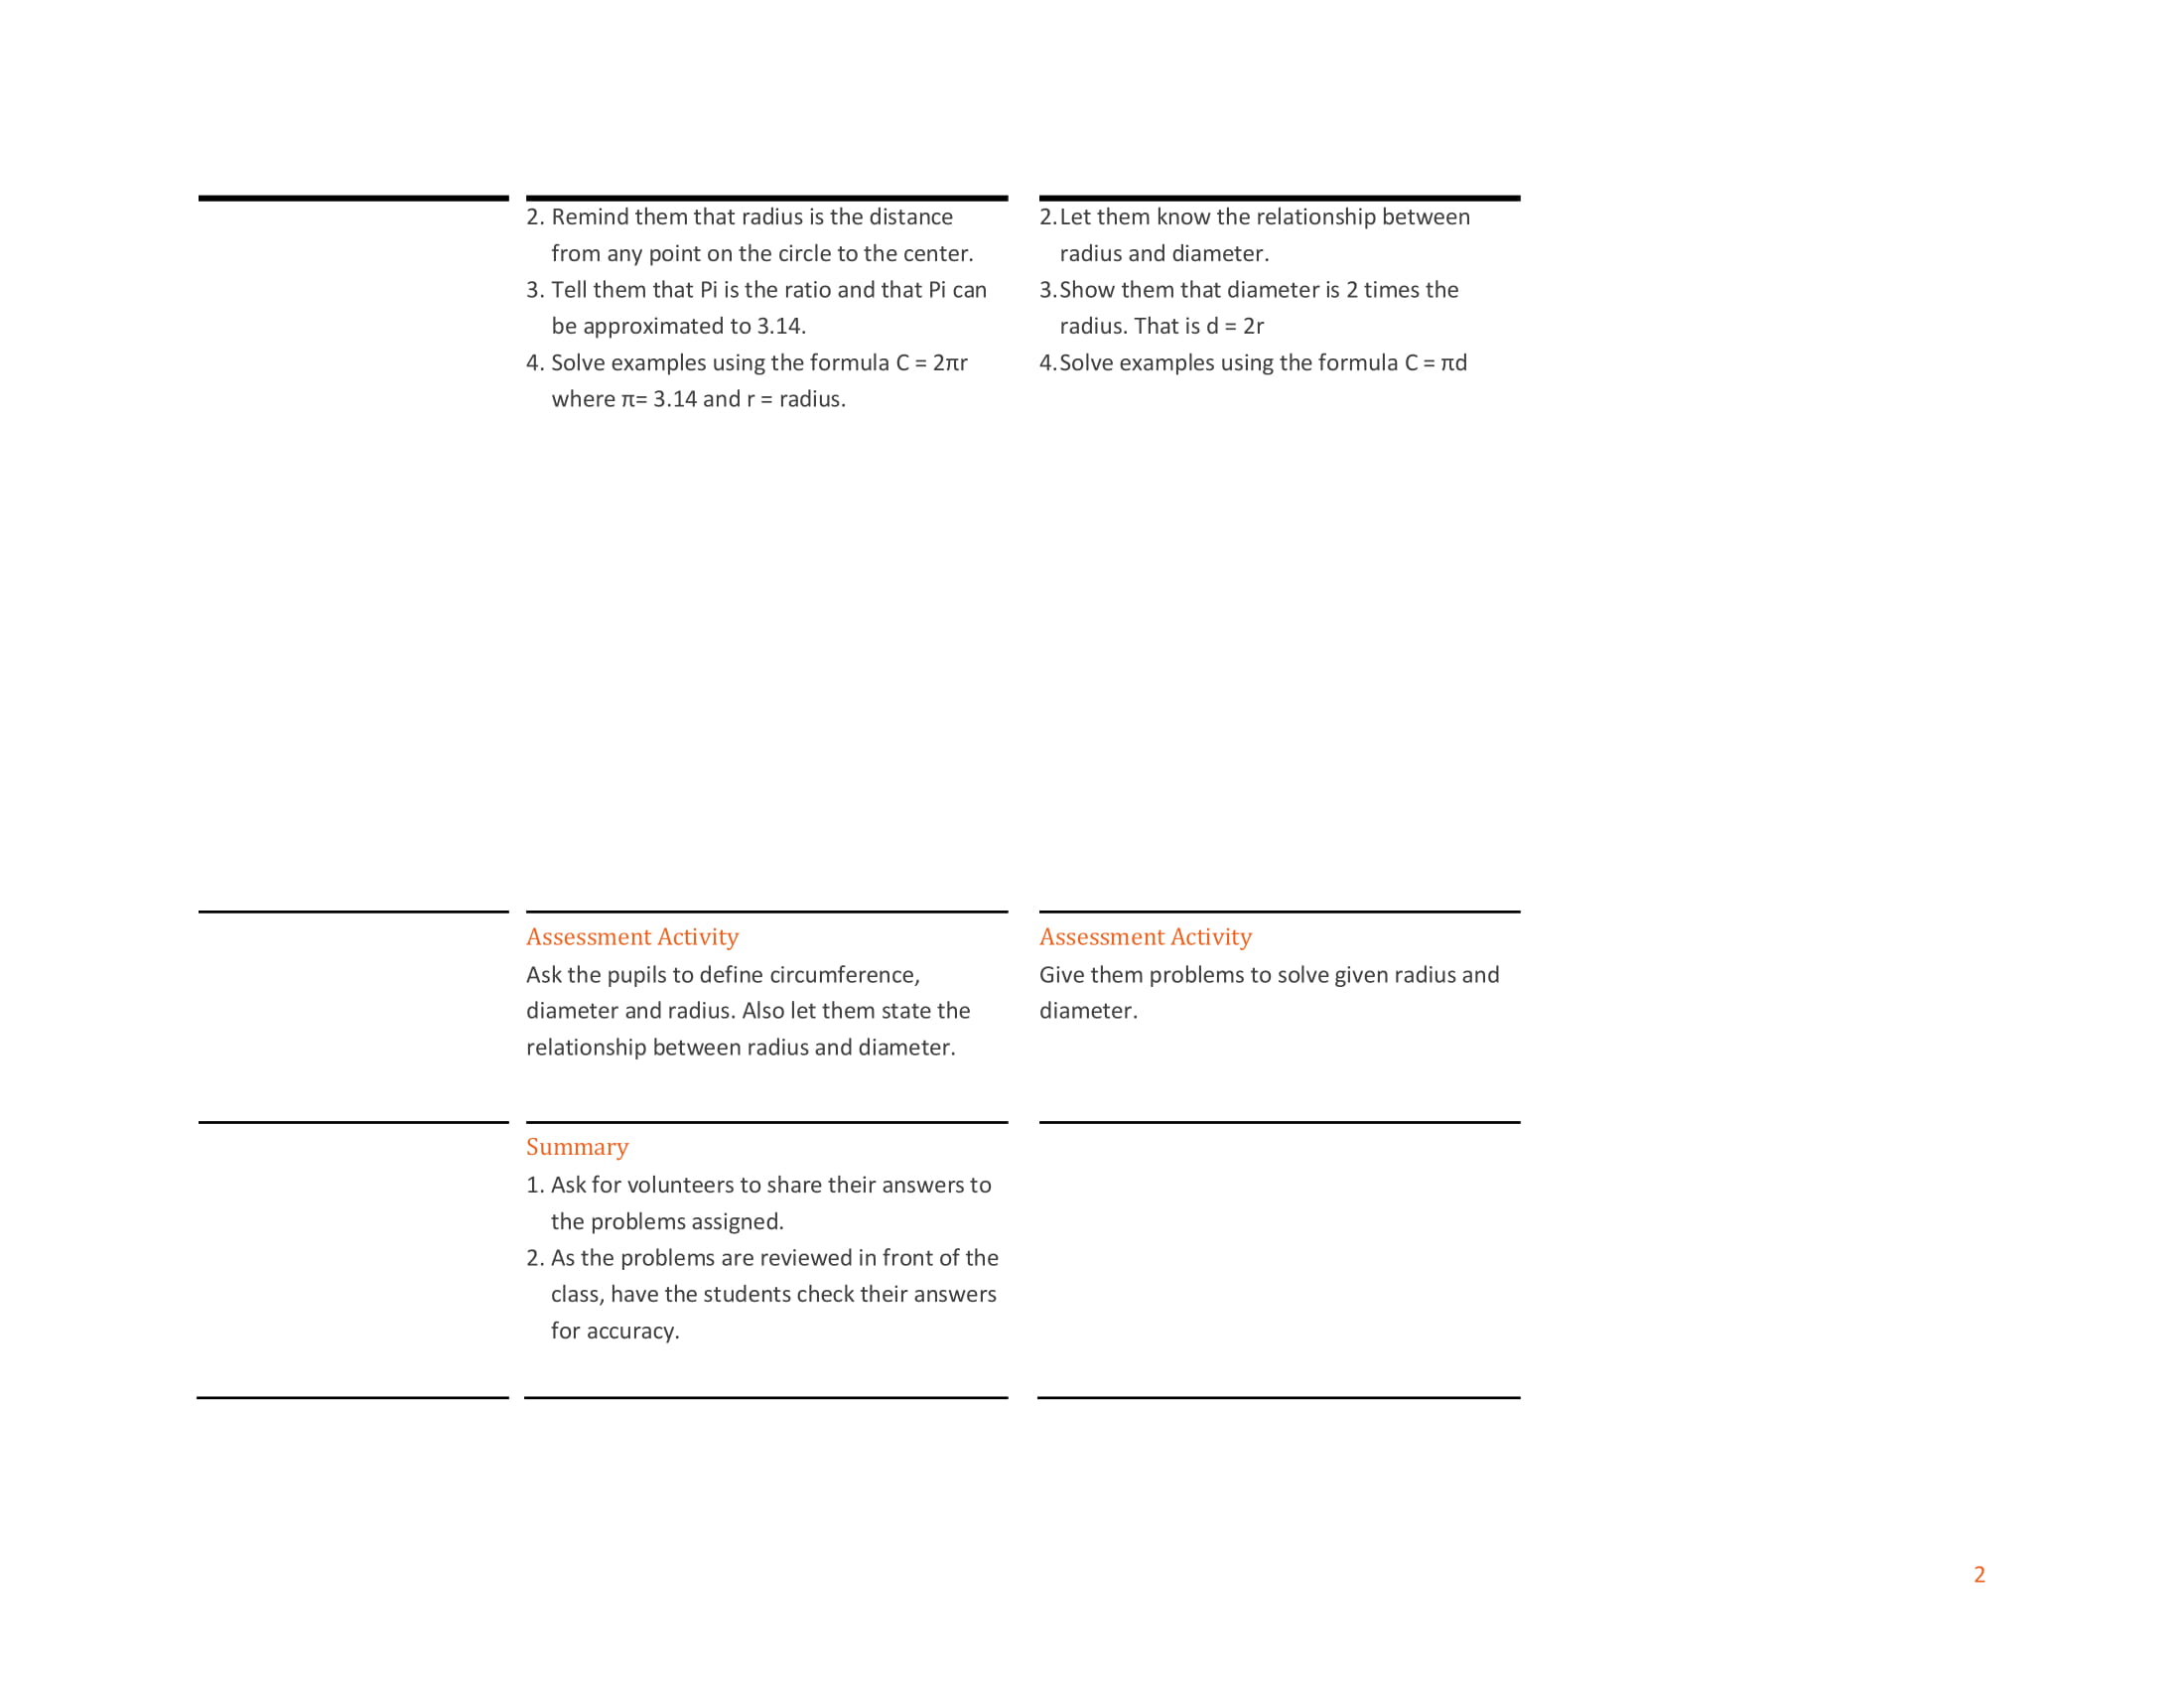 2. Remind them that radius is the distance
from any point on the circle to the center.
3. Tell them that Pi is the ratio and that Pi can
be approximated to 3.14.
4. Solve examples using the formula C = 2πr
where π= 3.14 and r = radius.
2.Let them know the relationship between
radius and diameter.
3.Show them that diameter is 2 times the
radius. That is d = 2r
4.Solve examples using the formula C = πd
Assessment Activity
Ask the pupils to define circumference,
diameter and radius. Also let them state the
relationship between radius and diameter.
Assessment Activity
Give them problems to solve given radius and
diameter.
Summary
1. Ask for volunteers to share their answers to
the problems assigned.
2. As the problems are reviewed in front of the
class, have the students check their answers
for accuracy.
2